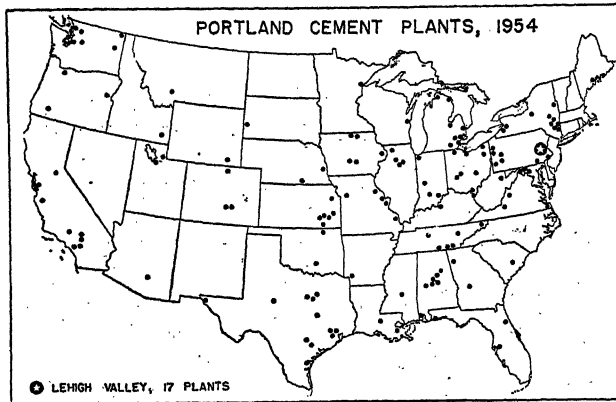 PORTLAND CEMENT PLANTS, 1954
LEHIGH VALLEY, 17 PLANTS